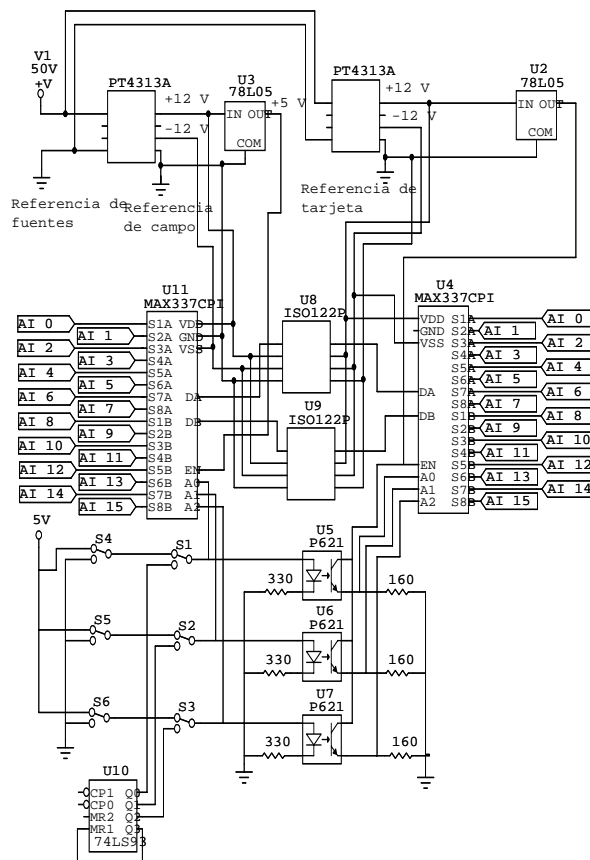 V1
50V
+V
PT4313A
+12 V
-12 V
U3
78L05
IN OUT
COM
+5 V
PT4313A
+12 V
-12 V
U2
78L05
IN OUT
COM
Referencia de
fuentes
Referencia
de campo
Referencia de
tarjeta
U11
MAX337CPI
AI 0
AI 1
AI 2
AI 3
AI 4
AI 5
AI 6
AI 7
AI 8
AI 9
AI 10
AI 11
AI 12
AI 13
AI 14
AI 15
S1A VDD
S2A GND
S3A VSS
S4A
S5A
S6A
S7A DA
S8A
S1B DB
S2B
S3B
S4B
S5B EN
S6B A0
S7B A1
S8B A2
U8
ISO122P
U9
ISO122P
U4
MAX337CPI
VDD S1A
GND S2A
VSS S3A
S4A
S5A
S6A
DA S7A
S8A
DB S1B
S2B
S3B
S4B
EN S5B
A0 S6B
A1 S7B
A2 S8B
AI 0
AI 1
AI 2
AI 3
AI 4
AI 5
AI 6
AI 7
AI 8
AI 9
AI 10
AI 11
AI 12
AI 13
AI 14
AI 15
5V
S4
S1
U5
P621
330
160
S5
S2
U6
P621
330
160
S6
S3
U7
P621
330
160
U10
CP1 Q0
CP0 Q1
MR2 Q2
MR1 Q3
74LS93